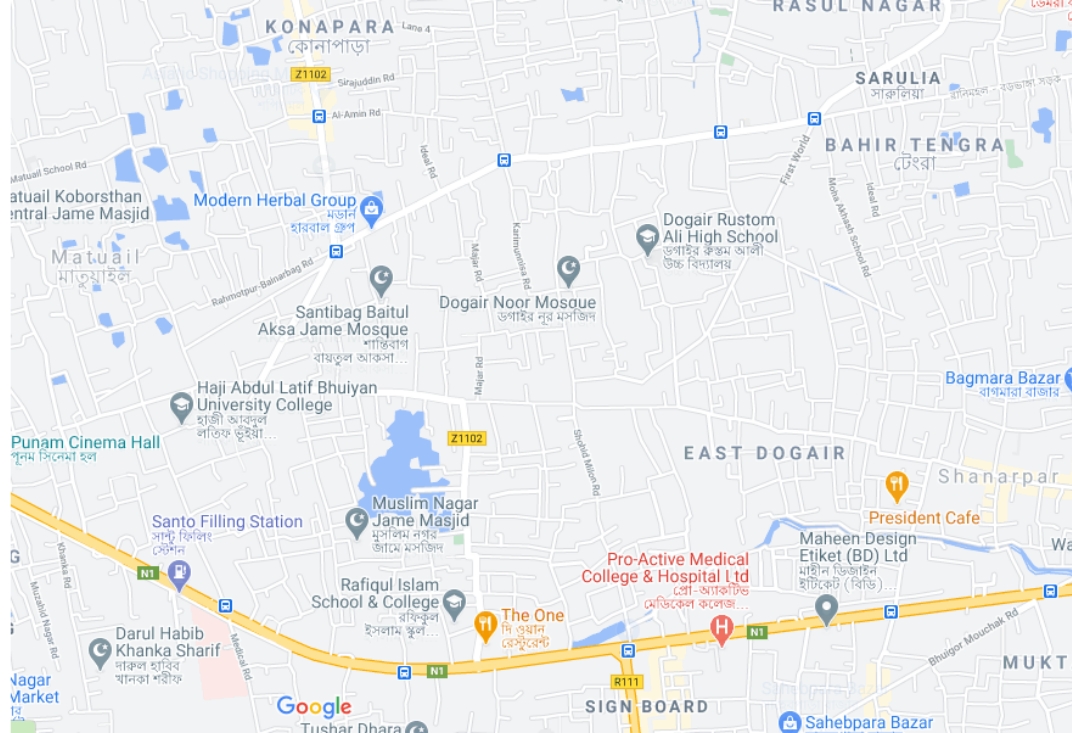 RASUL NAGAR
KONAPARA
কোনাপাড়া
Lane 4
Z1102
Sirajuddin Rd
Al-Amin Rd
SARULIA
সারুলিয়া
BAHIR TENGRA
টেংরা
Matuail School Rd
Ideal Rd
First World
Moha Akhash School Rd
Ideal Rd
atuail Koborsthan
entral Jame Masjid
Modern Herbal Group
মডার্ন
হারবাল গ্রুপ
Dogair Rustom
Ali High School
ডগাইর রুস্তম আলী
উচ্চ বিদ্যালয়
Matuail
মাতুয়াইল
Rahmotpur-Bainarbag Rd
Majar Rd
Karimunnisa Rd
Dogair Noor Mosque
ডগাইর নূর মসজিদ
Santibag Baitul
Aksa Jame Mosque
শান্তিবাগ
বায়তুল আকসা...
Majar Rd
Haji Abdul Latif Bhuiyan
University College
হাজী আবদুল
লতিফ ভূঁইয়া...
Bagmara Bazar
বাগমারা বাজার
Punam Cinema Hall
পূনম সিনেমা হল
Z1102
Shohid Milon Rd
EAST DOGAIR
Shanarpar
President Cafe
Muslim Nagar
Jame Masjid
মুসলিম নগর
জামে মসজিদ
Santo Filling Station
সান্টু ফিলিং
স্টেশন
Maheen Design
Etiket (BD) Ltd
মাহীন ডিজাইন
ইটিকেট (বিডি)...
Wa
G
Khanka Rd
N1
Pro-Active Medical
College & Hospital Ltd
প্রো-অ্যাকটিভ
মেডিকেল কলেজ...
Rafiqul Islam
School & College
রফিকুল
ইসলাম স্কুল...
The One
দি ওয়ান
রেস্টুরেন্ট
Muzahid Nagar Rd
Medical Rd
Darul Habib
Khanka Sharif
দারুল হাবিব
খানকা শরীফ
H
N1
Bhuigor Mouchak Rd
N1
R111
MUKT
Nagar
Market
Google
SIGN BOARD
Sahebpara Bazar
Tushar Dhara